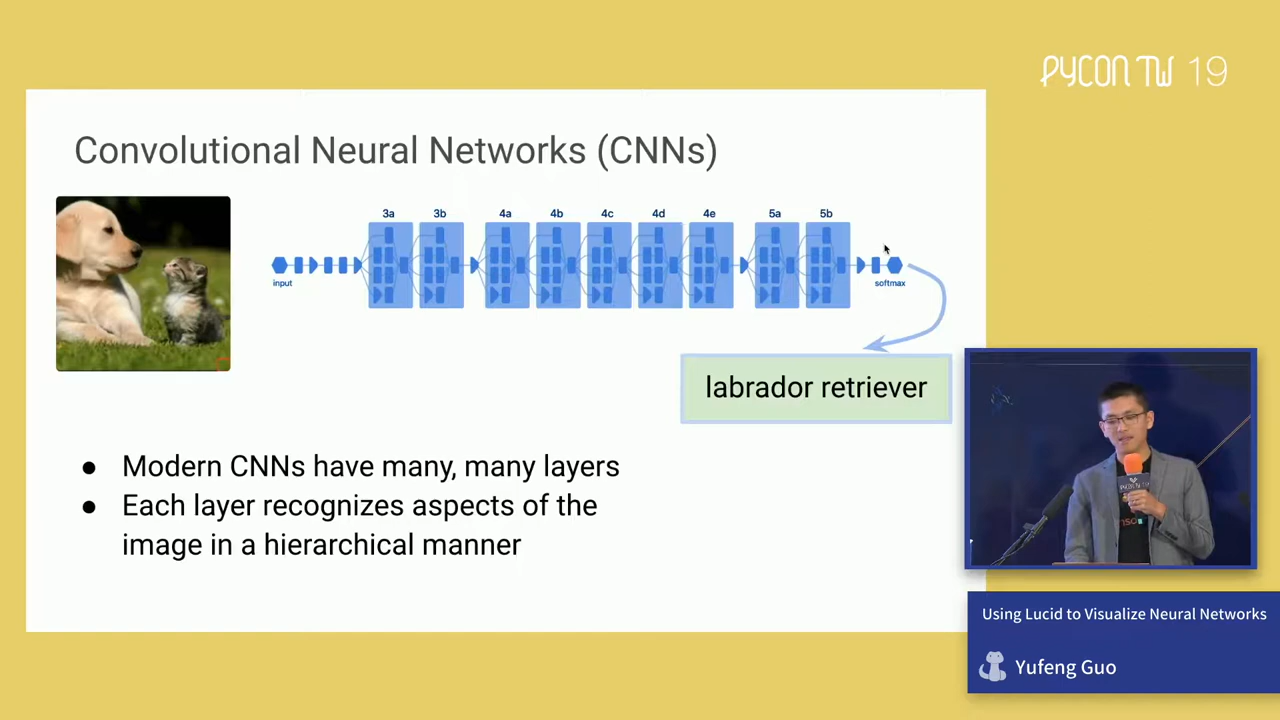 PYCON TW 19
Convolutional Neural Networks (CNNs)
3a 3b 4a 4b 4c 4d 4e 5a 5b
input
softmax
labrador retriever
● Modern CNNs have many, many layers
● Each layer recognizes aspects of the
image in a hierarchical manner
PYCON TW
Using Lucid to Visualize Neural Networks
Yufeng Guo